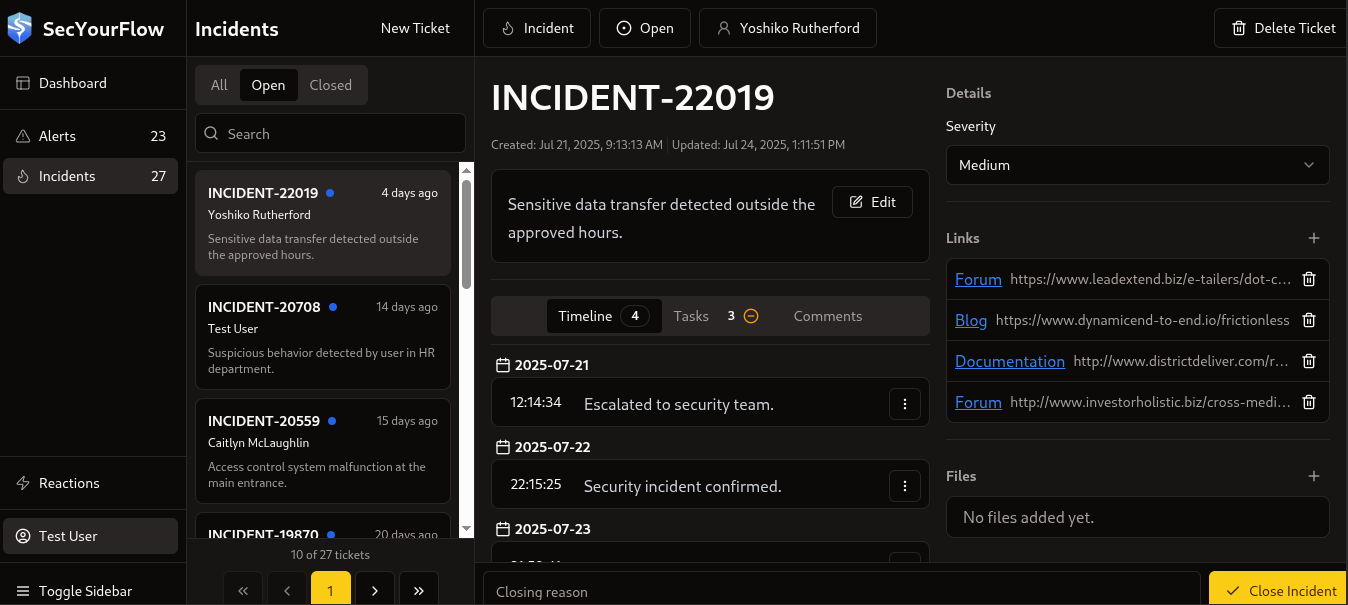 SecYourFlow
Dashboard
Alerts 23
Incidents 27
Reactions
Test User
Toggle Sidebar
Incidents New Ticket
All Open Closed
Search
INCIDENT-22019 4 days ago
Yoshiko Rutherford
Sensitive data transfer detected outside
the approved hours.
INCIDENT-20708 14 days ago
Test User
Suspicious behavior detected by user in HR
department.
INCIDENT-20559 15 days ago
Caitlyn McLaughlin
Access control system malfunction at the
main entrance.
INCIDENT-19870 20 days ago
10 of 27 tickets
1
Incident Open Yoshiko Rutherford Delete Ticket
INCIDENT-22019
Created: Jul 21, 2025, 9:13:13 AM Updated: Jul 24, 2025, 1:11:51 PM
Sensitive data transfer detected outside the
approved hours.
Edit
Timeline 4 Tasks 3 Comments
2025-07-21
12:14:34 Escalated to security team.
2025-07-22
22:15:25 Security incident confirmed.
2025-07-23
Closing reason
Close Incident
Details
Severity
Medium
Links
Forum https://www.leadextend.biz/e-tailers/dot-c...
Blog https://www.dynamicend-to-end.io/frictionless
Documentation http://www.districtdeliver.com/r...
Forum http://www.investorholistic.biz/cross-medi...
Files
No files added yet.